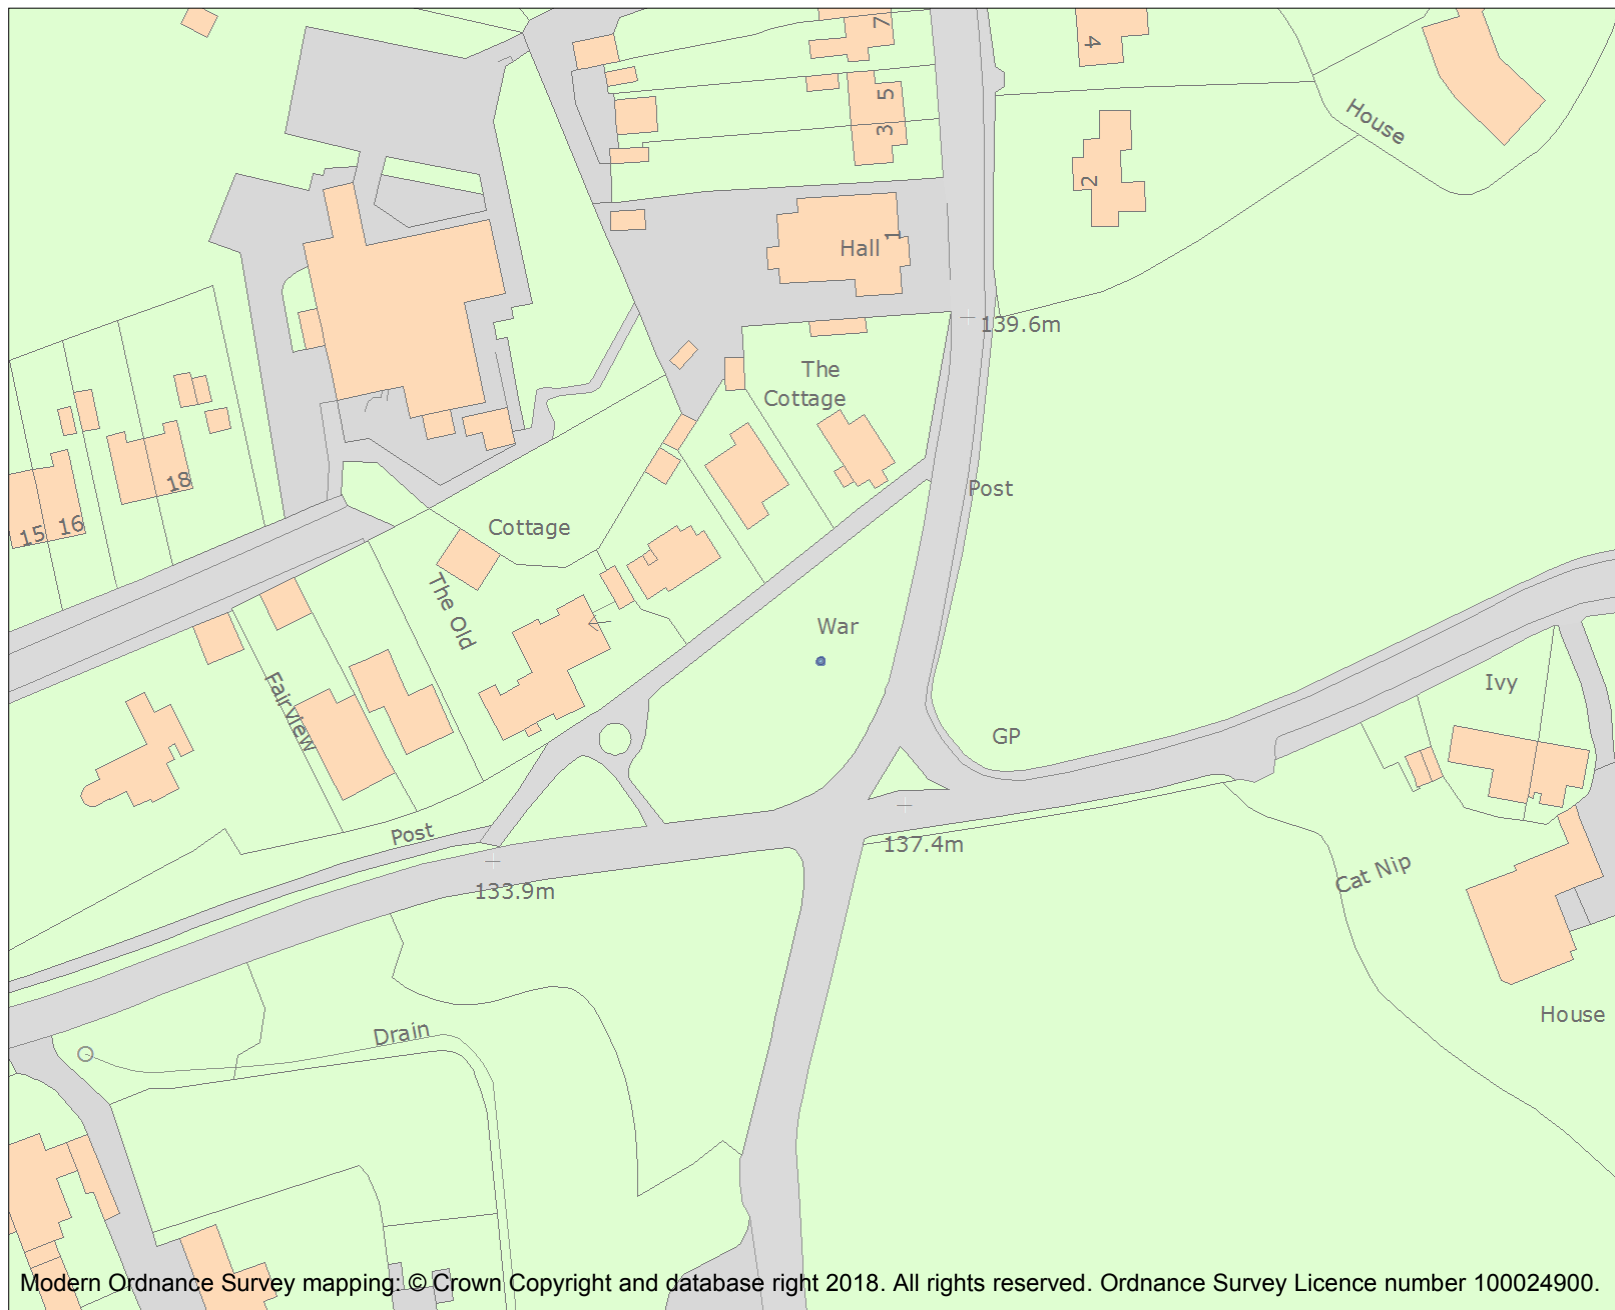 7
4
5
3
House
2
Hall
1
139.6m
The
Cottage
18
15
16
Cottage
Post
The Old
War
Fairview
GP
Ivy
Post
137.4m
133.9m
Cat Nip
House
Drain
Modern Ordnance Survey mapping: © Crown Copyright and database right 2018. All rights reserved. Ordnance Survey Licence number 100024900.